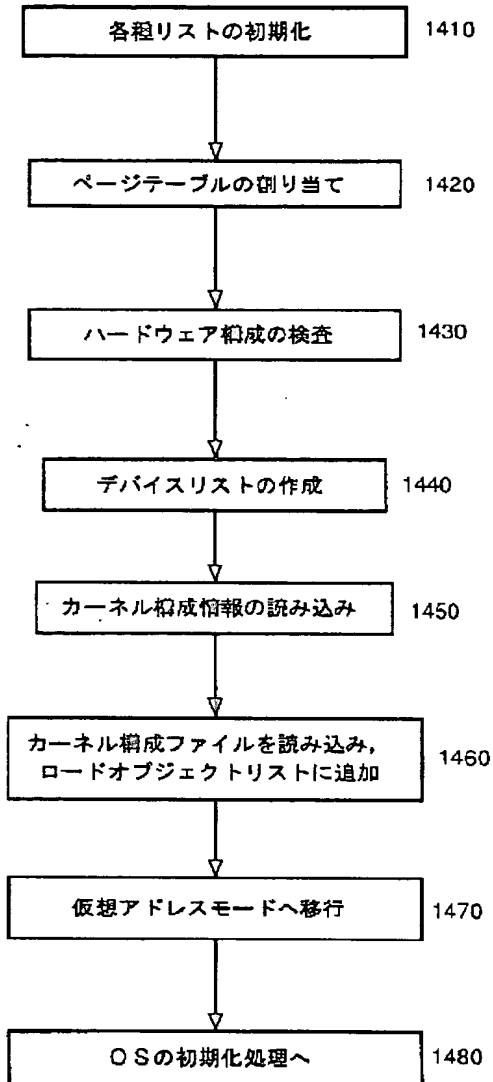 各種リストの初期化 1410
ページテーブルの割り当て 1420
ハードウェア構成の検査 1430
デバイスリストの作成 1440
カーネル構成情報の読み込み 1450
カーネル構成ファイルを読み込み,
ロードオブジェクトリストに追加 1460
仮想アドレスモードへ移行 1470
OSの初期化処理へ 1480